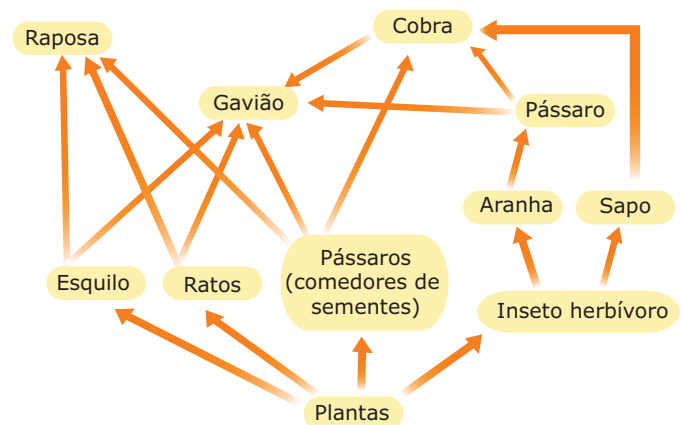 Cobra
Raposa
Gavião
Pássaro
Aranha
Sapo
Pássaros
(comedores de
sementes)
Esquilo
Ratos
Inseto herbívoro
Plantas